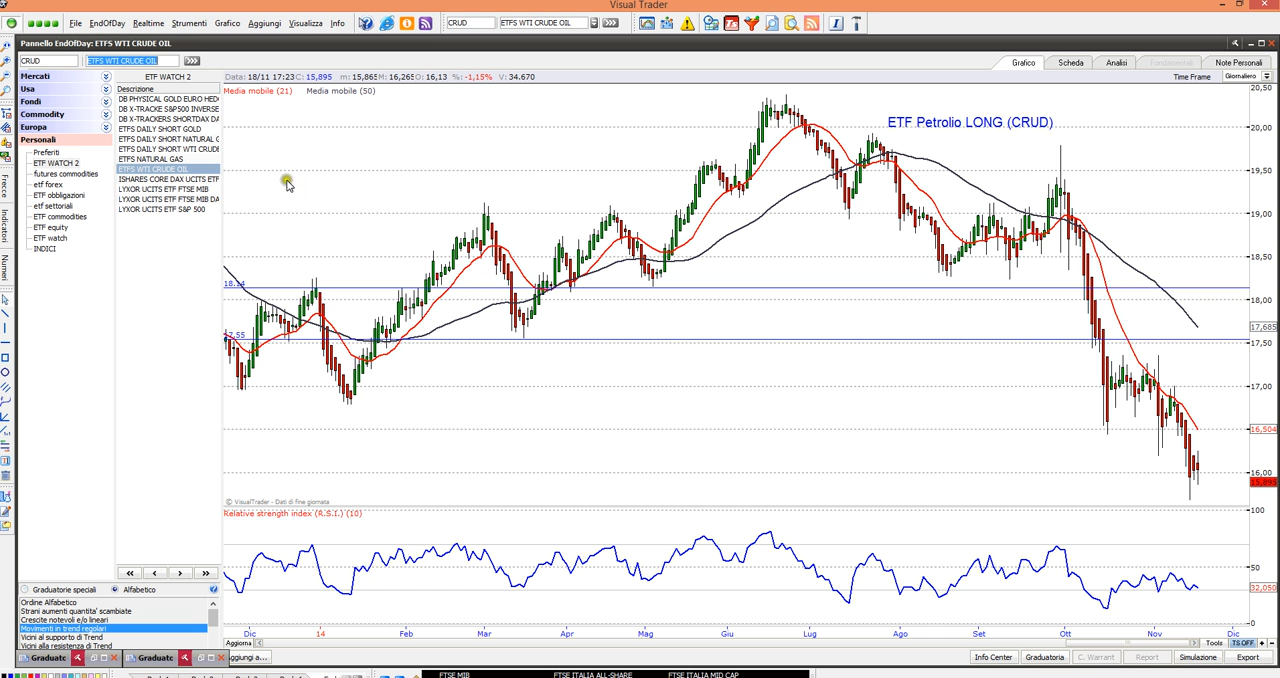 Visual Trader
File EndOfDay Realtime Strumenti Grafico Aggiungi Visualizza Info
CRUD ETFS WTI CRUDE OIL
Pannello EndOfDay: ETFS WTI CRUDE OIL
CRUD ETFS WTI CRUDE OIL
Grafico Scheda Analisi Fondamentali Note Personali
Mercati
Usa
Fondi
Commodity
Europa
Personali
Preferiti
ETF WATCH 2
futures commodities
etf forex
ETF obbligazioni
etf settoriali
ETF commodities
ETF equity
ETF watch
INDICI
ETF WATCH 2
Descrizione
DB PHYSICAL GOLD EURO HED
DB X-TRACKE S&P500 INVERSE
DB X-TRACKERS SHORTDAX DA
ETFS DAILY SHORT GOLD
ETFS DAILY SHORT NATURAL G
ETFS DAILY SHORT WTI CRUDE
ETFS NATURAL GAS
ETFS WTI CRUDE OIL
ISHARES CORE DAX UCITS ETF
LYXOR UCITS ETF FTSE MIB
LYXOR UCITS ETF FTSE MIB DA
LYXOR UCITS ETF S&P 500
Data: 18/11 17:23 C: 15,895 m: 15,865 M: 16,265 O: 16,13 %: -1,15% V: 34.670
Time Frame Giornaliero
Media mobile (21) Media mobile (50)
ETF Petrolio LONG (CRUD)
18.14
17.55
20,50
20,00
19,50
19,00
18,50
18,00
17,685
17,50
17,00
16,504
16,00
15,895
© VisualTrader - Dati di fine giornata
Relative strength index (R.S.I.) (10)
100
50
32,050
0
Dic 14 Feb Mar Apr Mag Giu Lug Ago Set Ott Nov Dic
Aggiorna Tools TS OFF
Graduatorie speciali Alfabetico
Ordine Alfabetico
Strani aumenti quantita' scambiate
Crescite notevoli e/o lineari
Movimenti in trend regolari
Vicini al supporto di Trend
Vicini alla resistenza di Trend
Graduatc Graduatc ggiungi a...
Info Center Graduatoria C. Warrant Report Simulazione Export
Frecce
Indicatori
Numeri
FTSE MIB FTSE ITALIA ALL-SHARE FTSE ITALIA MID CAP